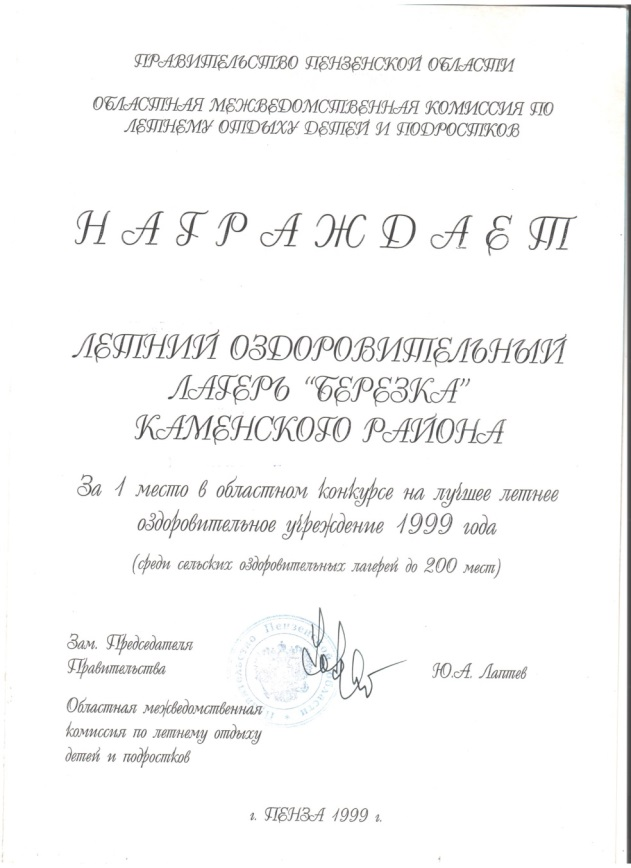 ПРАВИТЕЛЬСТВО ПЕНЗЕНСКОЙ ОБЛАСТИ
ОБЛАСТНАЯ МЕЖВЕДОМСТВЕННАЯ КОМИССИЯ ПО
ЛЕТНЕМУ ОТДЫХУ ДЕТЕЙ И ПОДРОСТКОВ
НАГРАЖДАЕТ
ЛЕТНИЙ ОЗДОРОВИТЕЛЬНЫЙ
ЛАГЕРЬ "БЕРЕЗКА"
КАМЕНСКОГО РАЙОНА
За 1 место в областном конкурсе на лучшее летнее
оздоровительное учреждение 1999 года
(среди сельских оздоровительных лагерей до 200 мест)
Зам. Председателя
Правительства
Ю.А. Лаптев
Областная межведомственная
комиссия по летнему отдыху
детей и подростков
г. ПЕНЗА 1999 г.